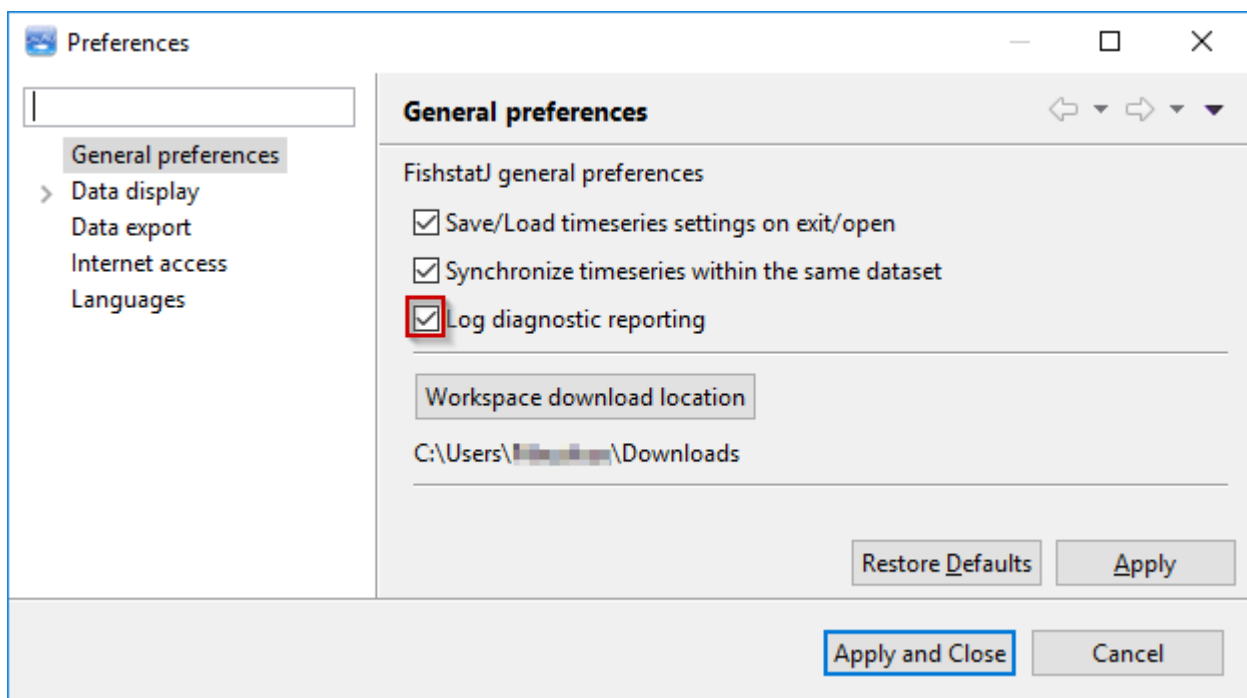 Preferences
General preferences
Data display
Data export
Internet access
Languages
General preferences
FishstatJ general preferences
Save/Load timeseries settings on exit/open
Synchronize timeseries within the same dataset
Log diagnostic reporting
Workspace download location
C:\Users\ \Downloads
Restore Defaults
Apply
Apply and Close
Cancel